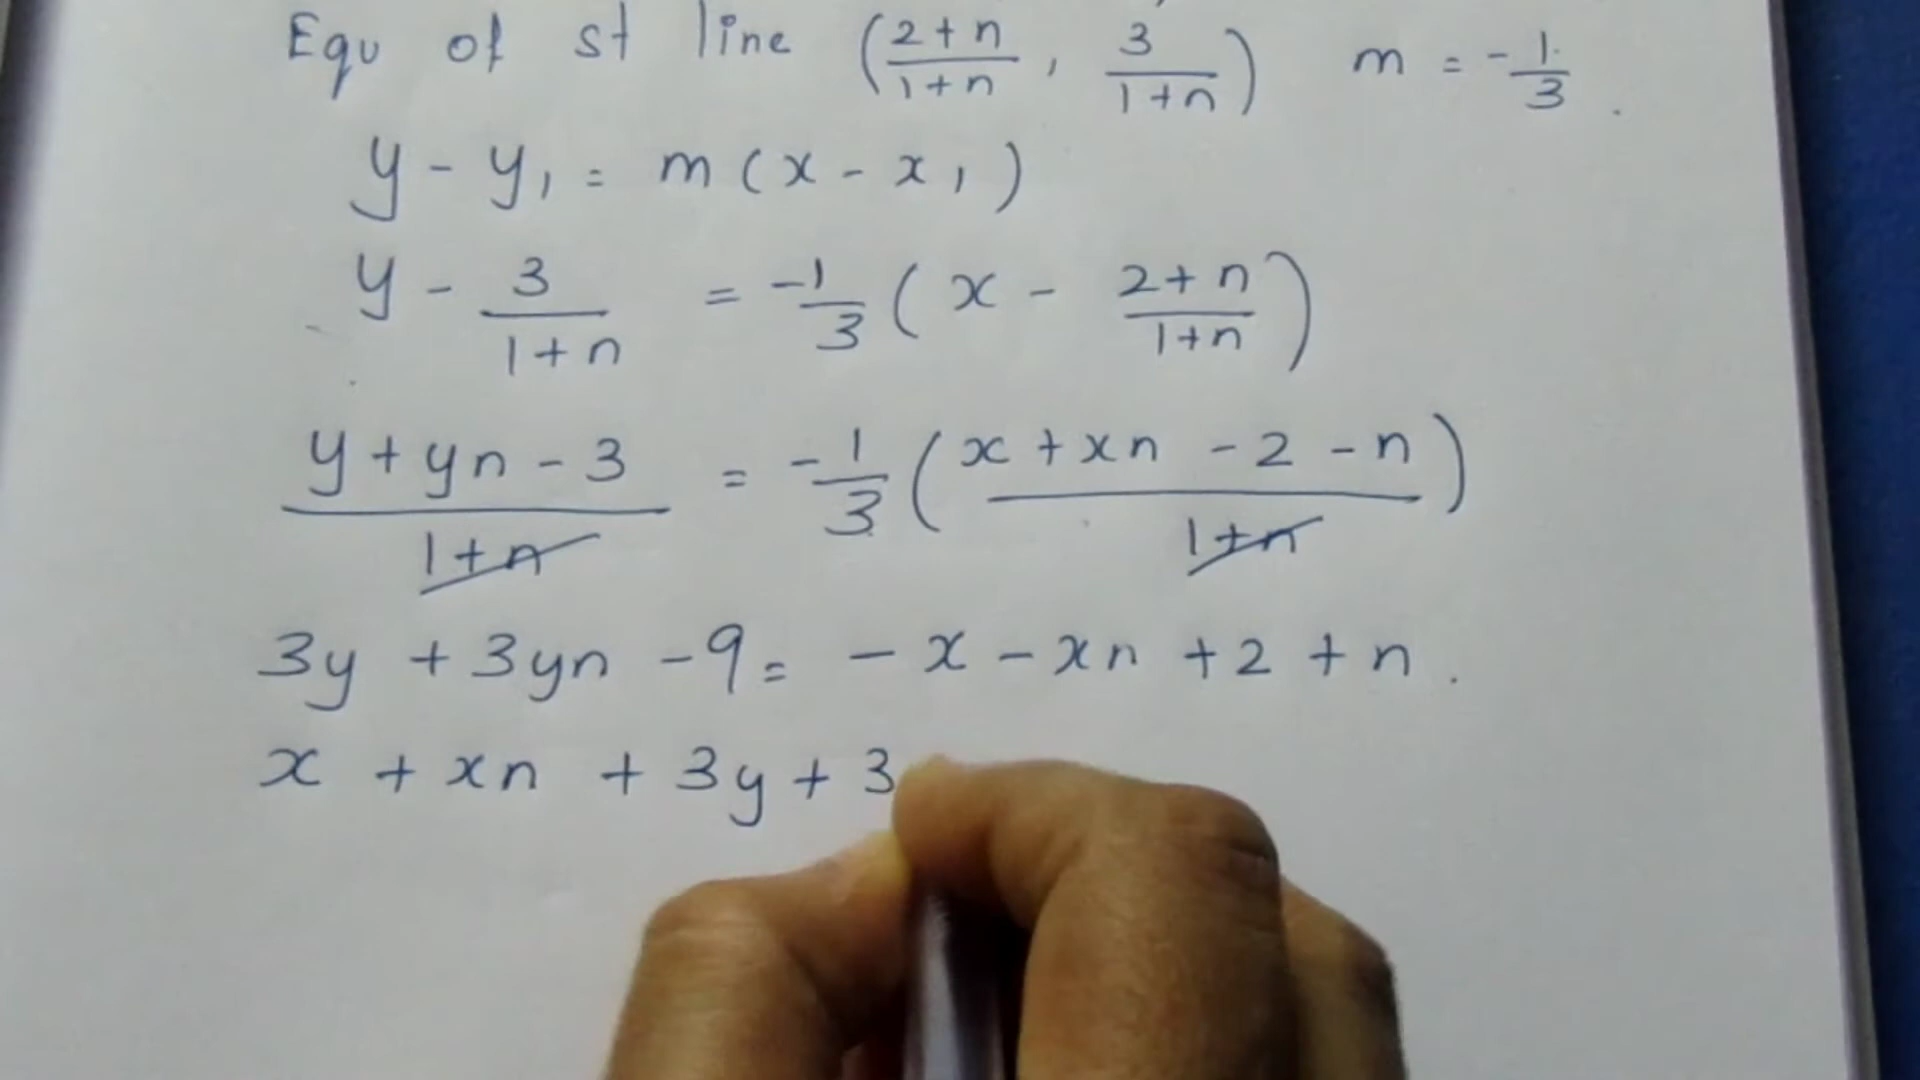 Equ of st line (2+n/1+n, 3/1+n) m = -1/3.
y - y₁ = m(x - x₁)
y - 3/1+n = -1/3 (x - 2+n/1+n)
y+yn-3/1+n = -1/3 (x+xn-2-n/1+n)
3y +3yn -9 = -x -xn +2 +n.
x + xn + 3y + 3